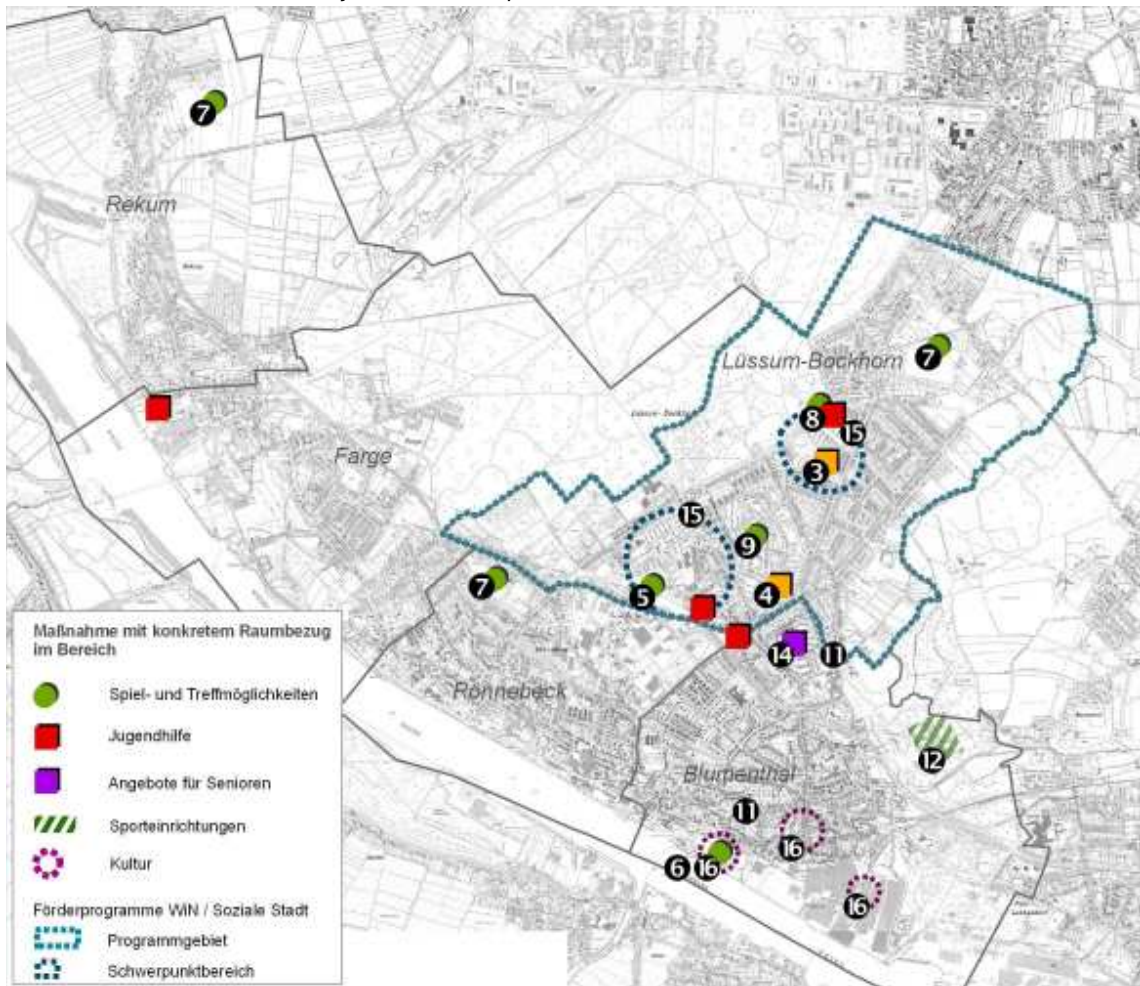 7
Rekum
Lüssum-Bockhorn
7
8
15
3
Farge
15
9
7
5
4
14
11
Rönnebeck
12
Blumenthal
11
16
6
16
16
Maßnahme mit konkretem Raumbezug
im Bereich
Spiel- und Treffmöglichkeiten
Jugendhilfe
Angebote für Senioren
Sporteinrichtungen
Kultur
Förderprogramme WiN / Soziale Stadt
Programmgebiet
Schwerpunktbereich